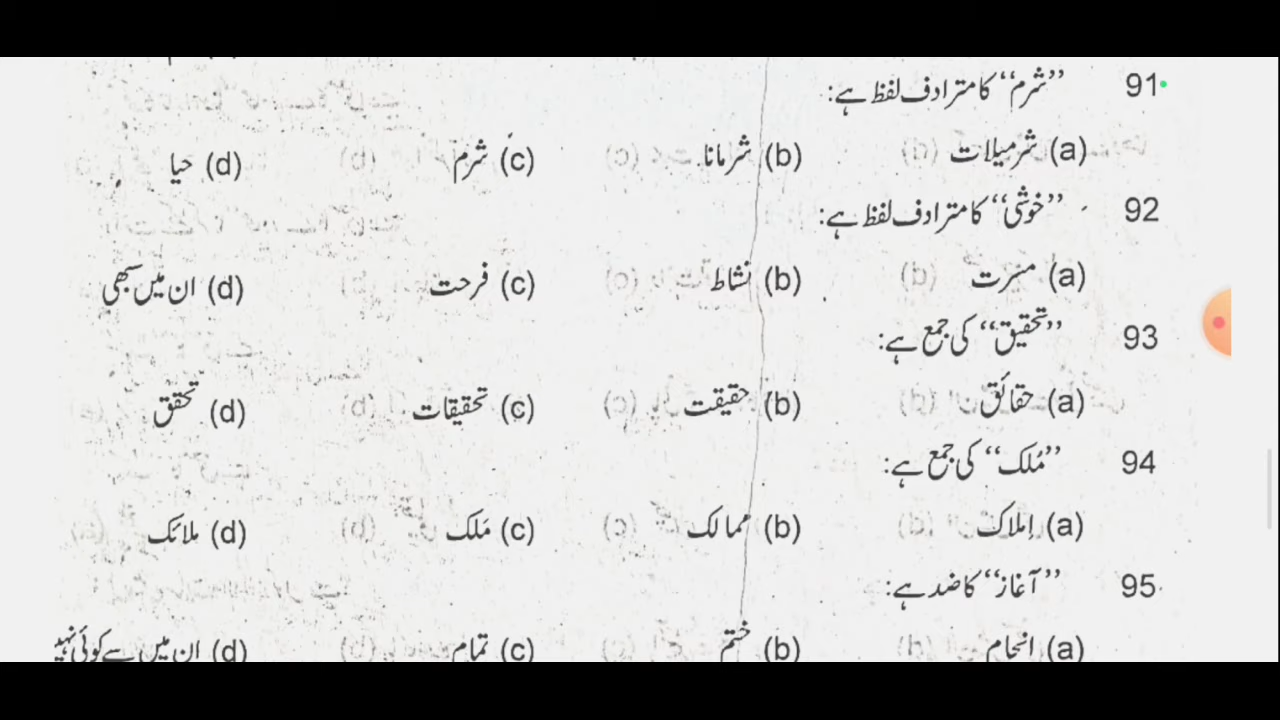 91 ”شرم“ کا مترادف لفظ ہے:
(a) شرمیلات (b) شرمانا (c) شرم (d) حیا
92 ”خوشی“ کا مترادف لفظ ہے:
(a) مسرت (b) نشاط (c) فرحت (d) ان میں سبھی
93 ”تحقیق“ کی جمع ہے:
(a) حقائق (b) حقیقت (c) تحقیقات (d) تحقق
94 ”مُلک“ کی جمع ہے:
(a) اِملاک (b) ممالک (c) مَلک (d) ملائک
95 ”آغاز“ کا ضد ہے:
(a) انجام (b) ختم (c) تمام (d) ان میں سے کوئی نہیں